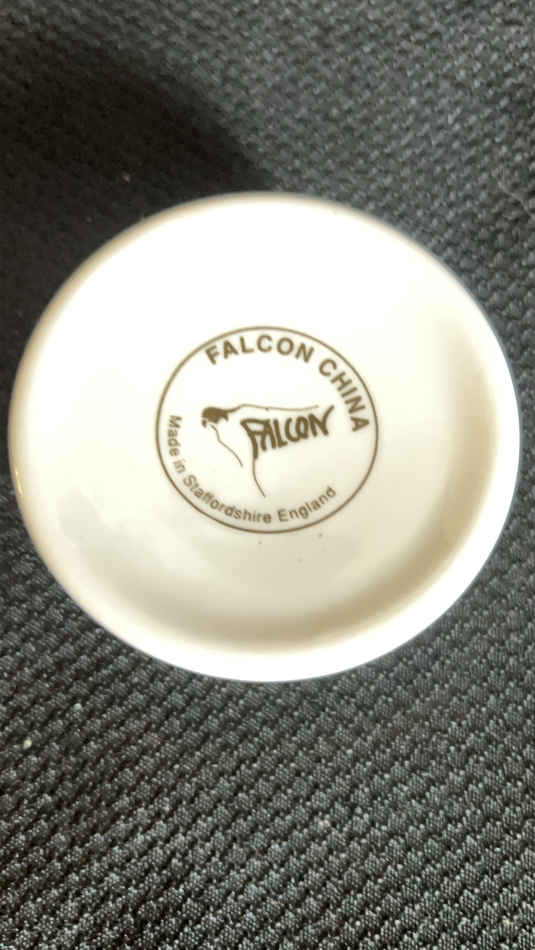 FALCON CHINA
FALCON
Made in Staffordshire England